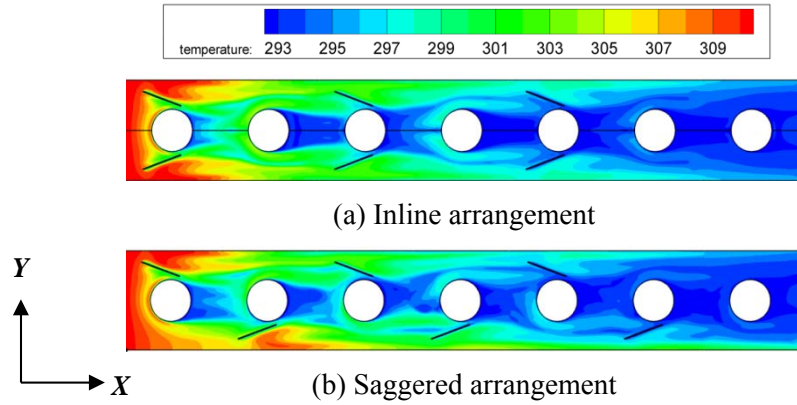 temperature: 293 295 297 299 301 303 305 307 309
(a) Inline arrangement
Y
X
(b) Saggered arrangement